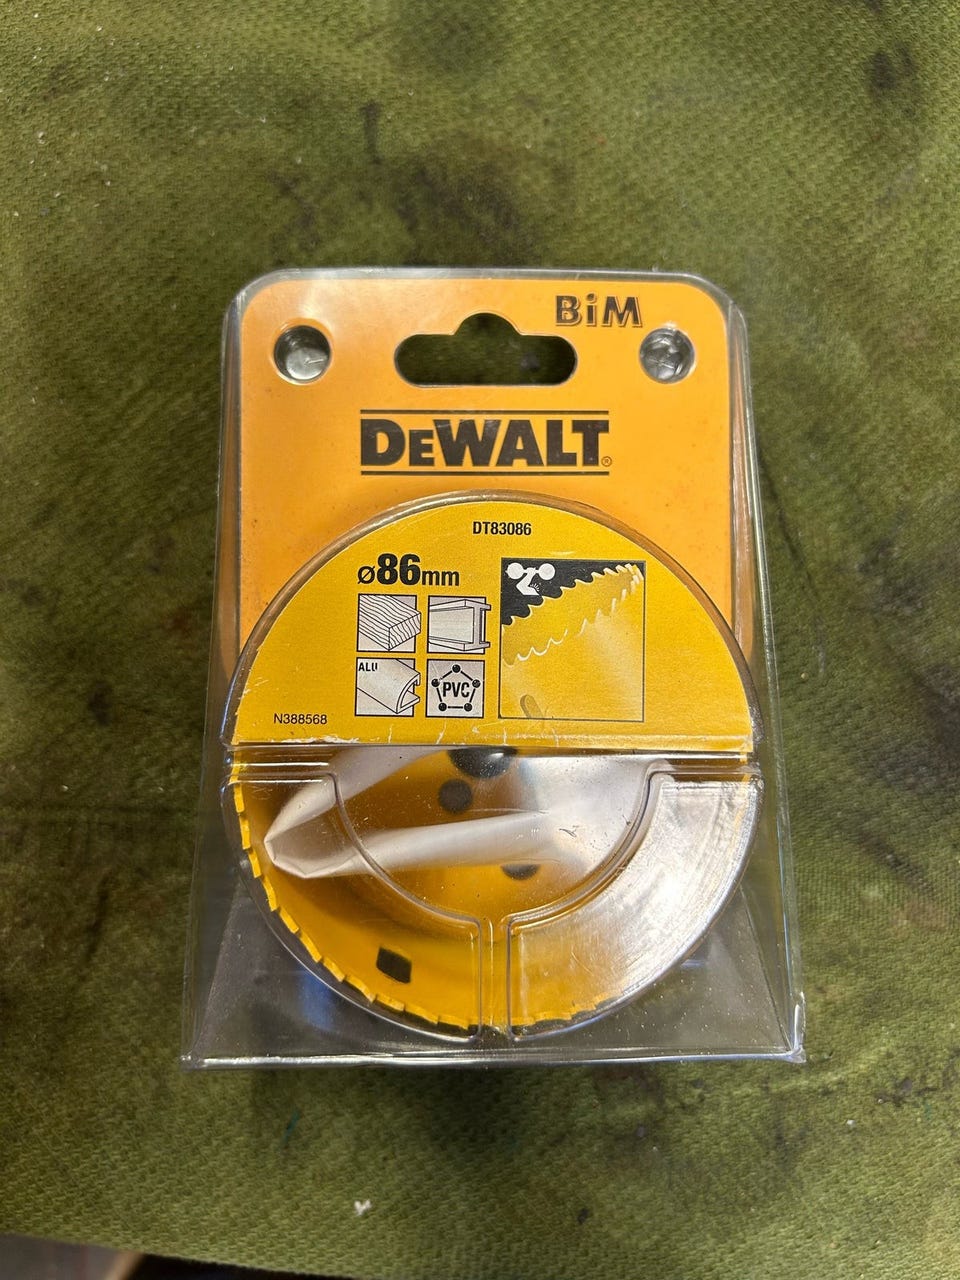 BiM
DEWALT®
DT83086
ø86mm
ALU
PVC
N388568